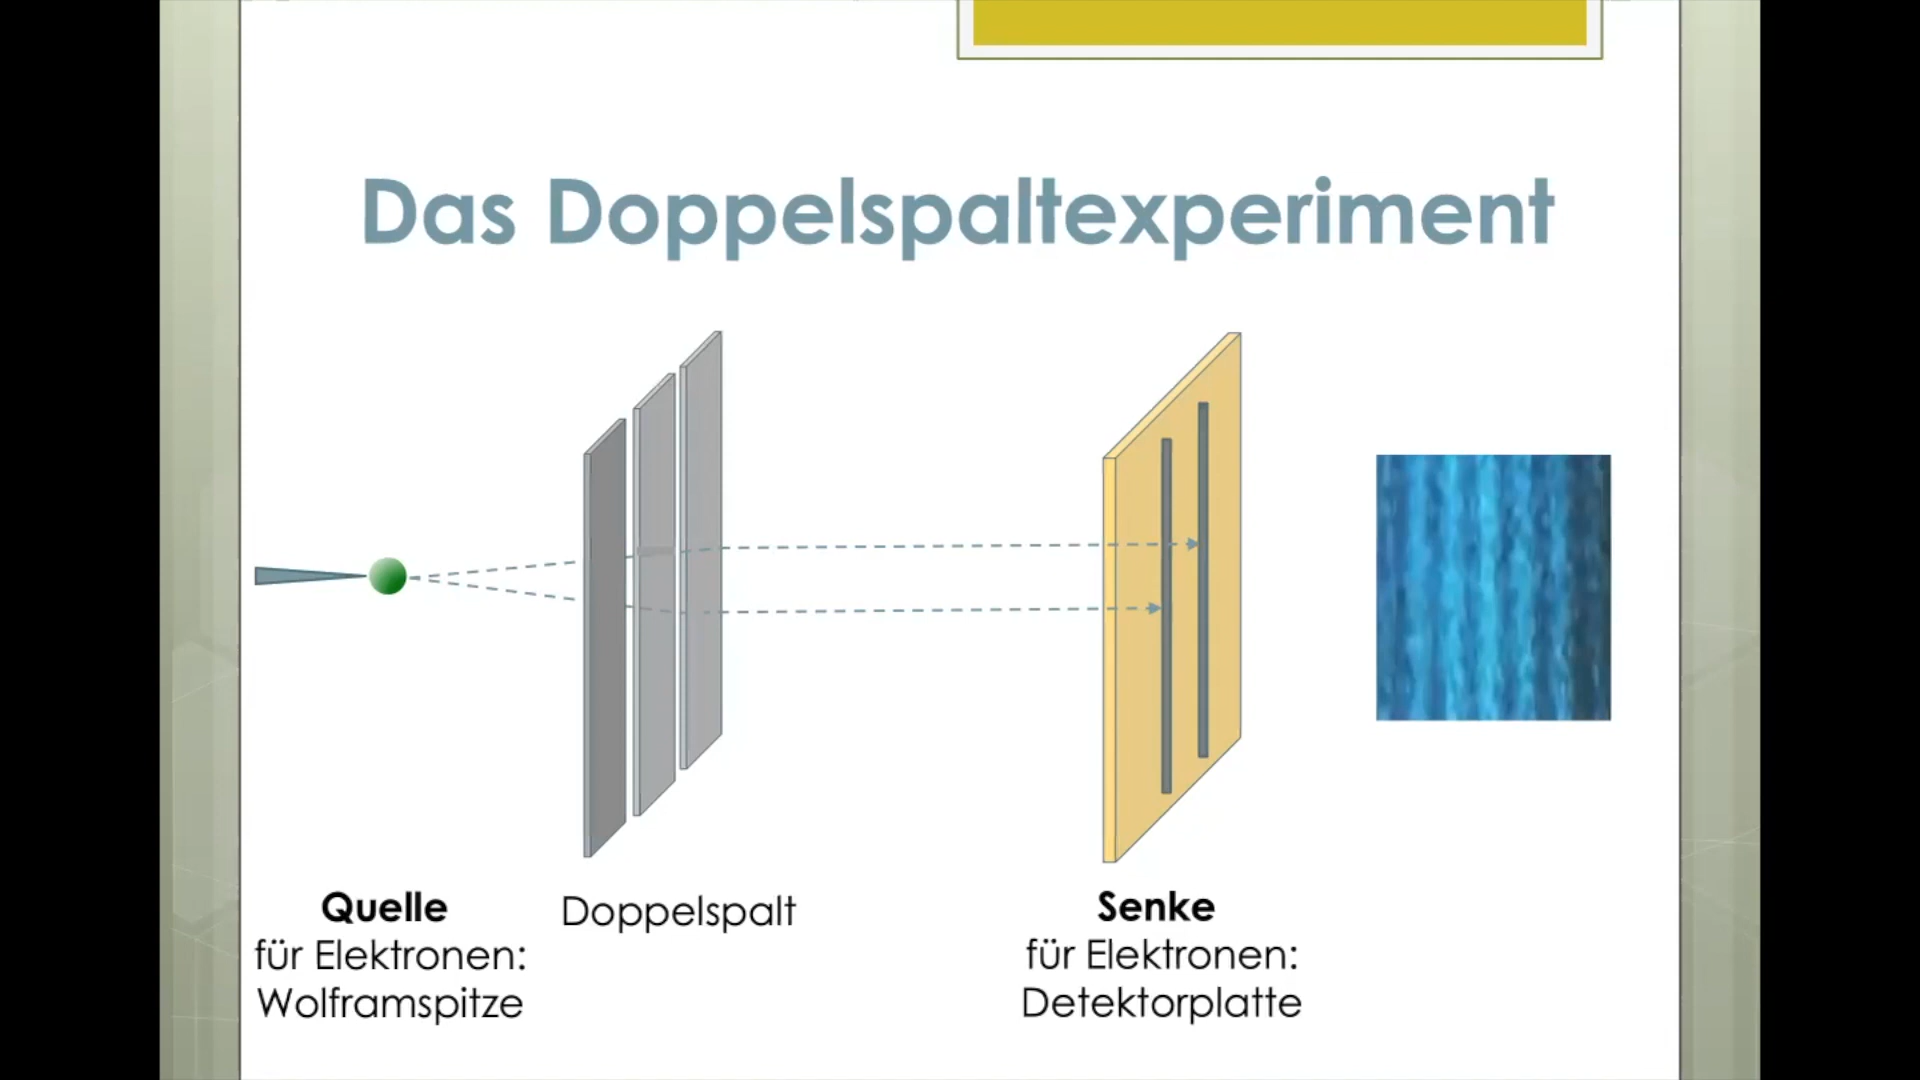 Das Doppelspaltexperiment
Quelle
für Elektronen:
Wolframspitze
Doppelspalt
Senke
für Elektronen:
Detektorplatte